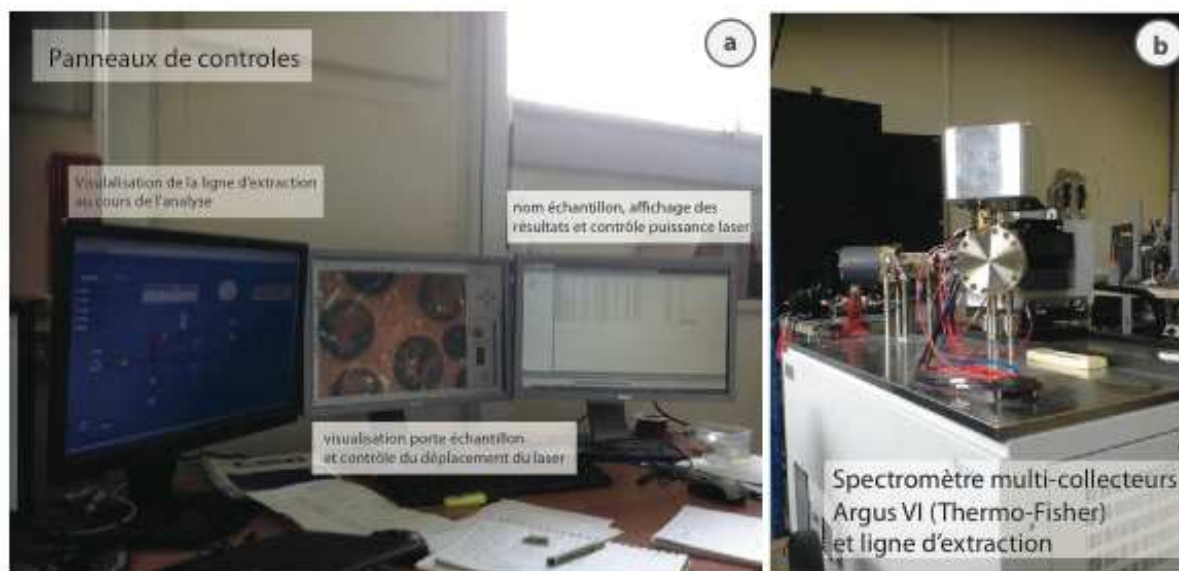 Panneaux de controles
a
Visulalisation de la ligne d'extraction
au cours de l'analyse
nom échantillon, affichage des
résultats et contrôle puissance laser
visualisation porte échantillon
et contrôle du déplacement du laser
b
Spectromètre multi-collecteurs
Argus VI (Thermo-Fisher)
et ligne d'extraction